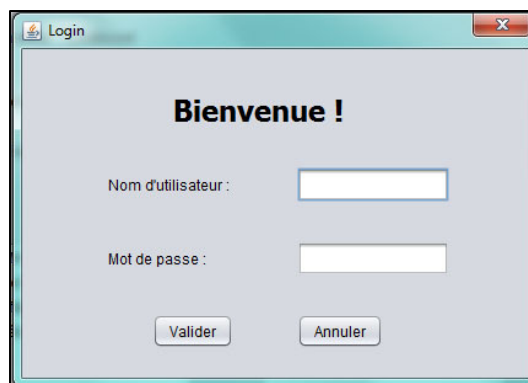 Login
Bienvenue !
Nom d'utilisateur :
Mot de passe :
Valider Annuler